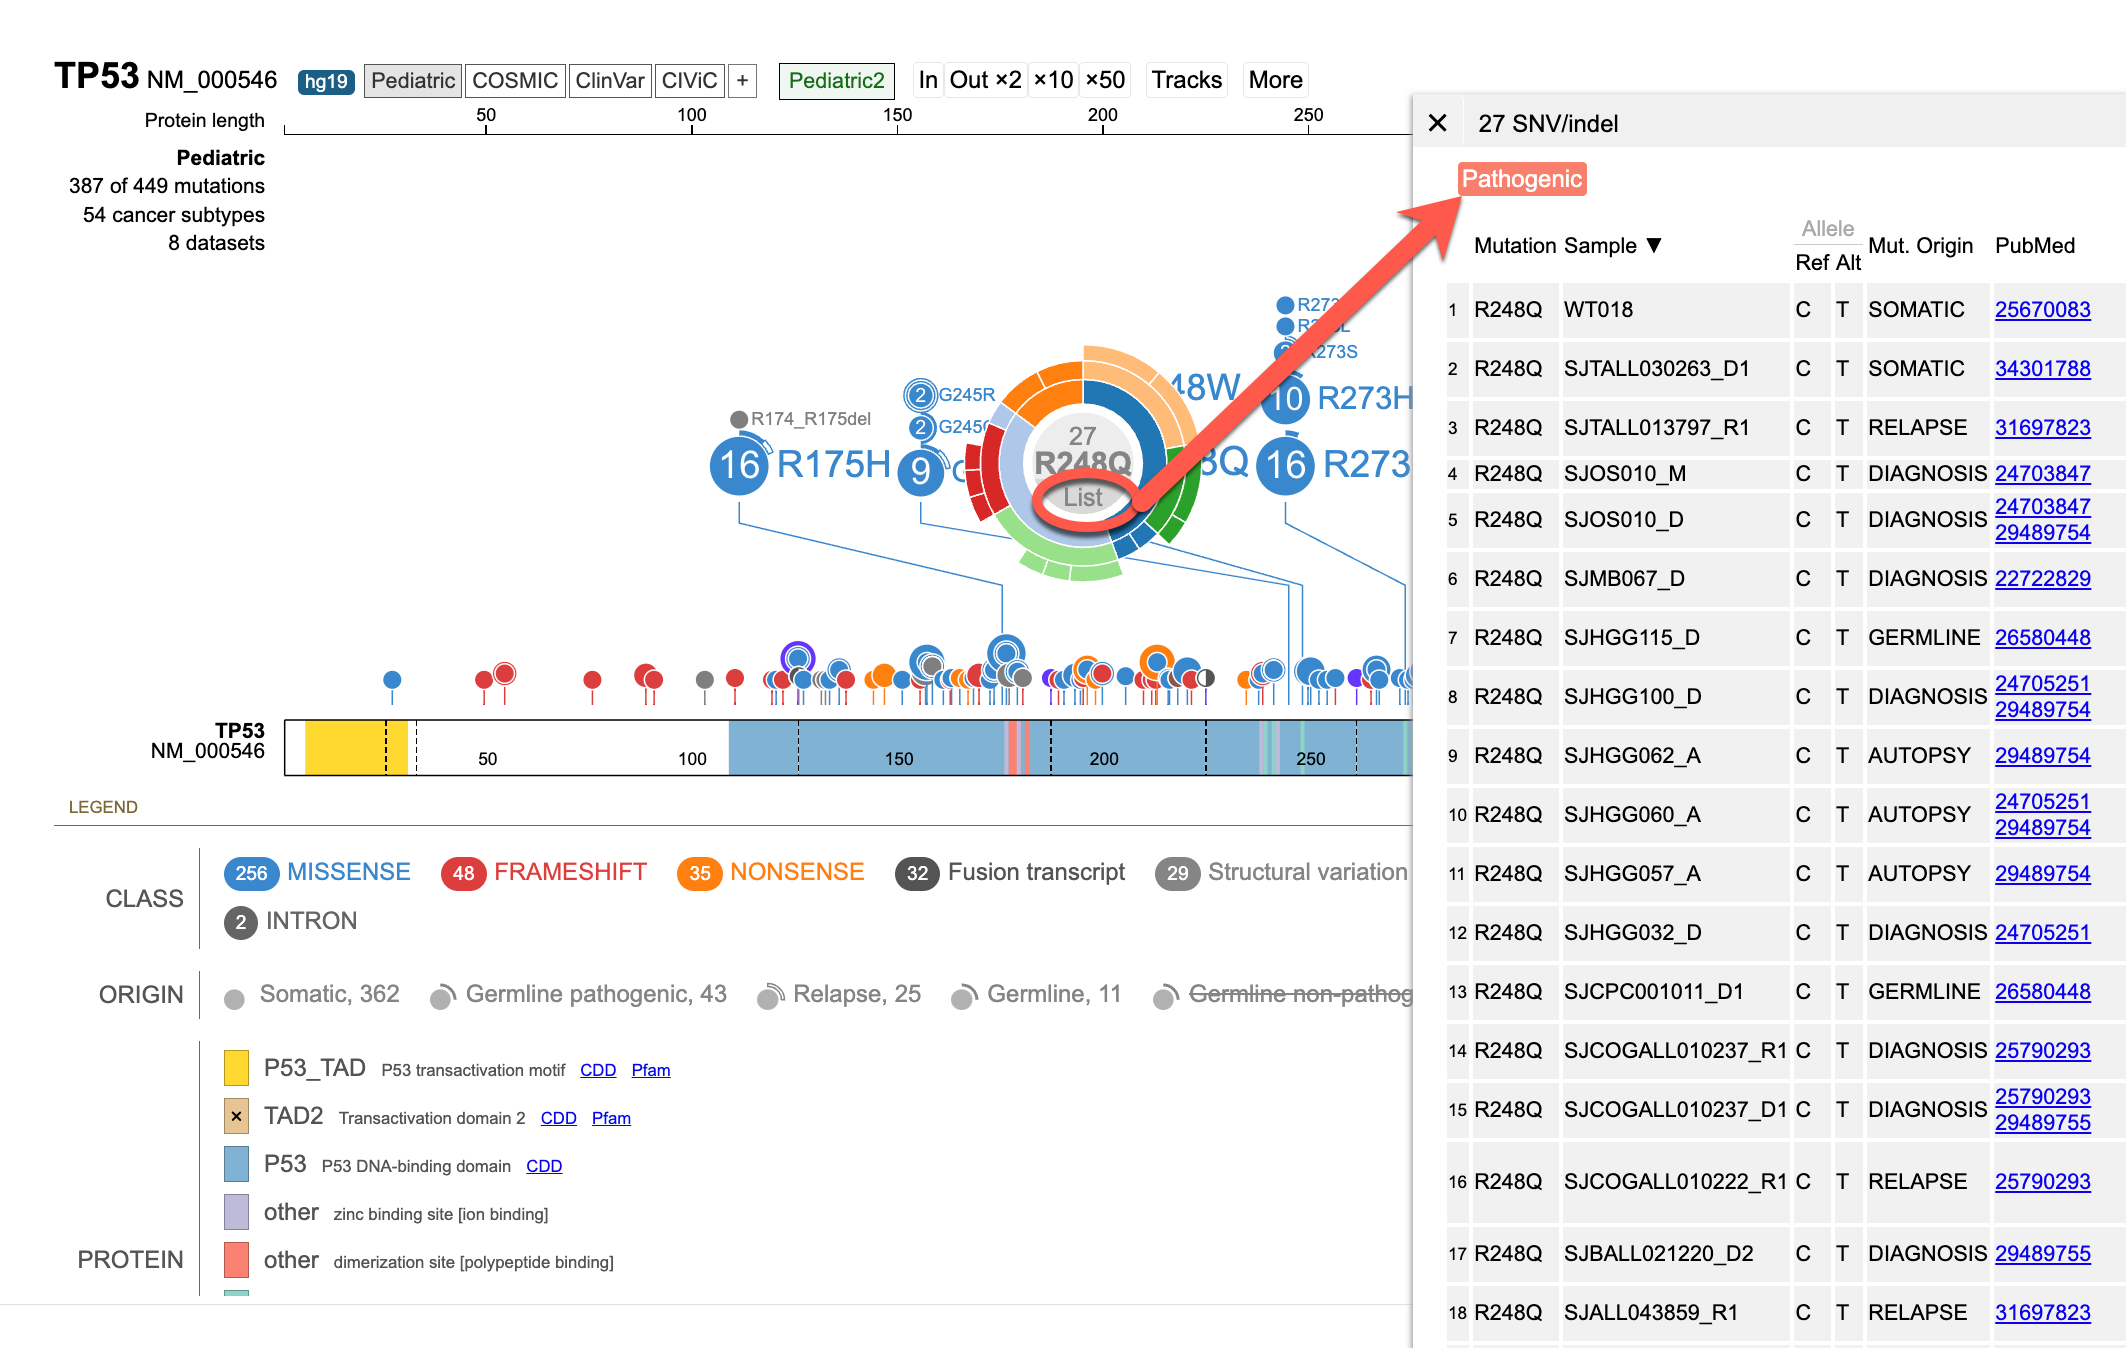 TP53 NM_000546 hg19 Pediatric COSMIC ClinVar CIViC + Pediatric2 In Out ×2 ×10 ×50 Tracks More
Protein length 50 100 150 200 250
Pediatric
387 of 449 mutations
54 cancer subtypes
8 datasets
R273S
48W
10 R273H
2 G245R
2
R174_R175del
16 R175H
9
27
R248Q
List
16 R273
TP53
NM_000546
50 100 150 200 250
LEGEND
CLASS
256 MISSENSE 48 FRAMESHIFT 35 NONSENSE 32 Fusion transcript 29 Structural variation
2 INTRON
ORIGIN
Somatic, 362 Germline pathogenic, 43 Relapse, 25 Germline, 11 Germline non-pathog
PROTEIN
P53_TAD P53 transactivation motif CDD Pfam
× TAD2 Transactivation domain 2 CDD Pfam
P53 P53 DNA-binding domain CDD
other zinc binding site [ion binding]
other dimerization site [polypeptide binding]
✕ 27 SNV/indel
Pathogenic
Allele
Mutation Sample ▼ Ref Alt Mut. Origin PubMed
1 R248Q WT018 C T SOMATIC 25670083
2 R248Q SJTALL030263_D1 C T SOMATIC 34301788
3 R248Q SJTALL013797_R1 C T RELAPSE 31697823
4 R248Q SJOS010_M C T DIAGNOSIS 24703847
5 R248Q SJOS010_D C T DIAGNOSIS 24703847
29489754
6 R248Q SJMB067_D C T DIAGNOSIS 22722829
7 R248Q SJHGG115_D C T GERMLINE 26580448
8 R248Q SJHGG100_D C T DIAGNOSIS 24705251
29489754
9 R248Q SJHGG062_A C T AUTOPSY 29489754
10 R248Q SJHGG060_A C T AUTOPSY 24705251
29489754
11 R248Q SJHGG057_A C T AUTOPSY 29489754
12 R248Q SJHGG032_D C T DIAGNOSIS 24705251
13 R248Q SJCPC001011_D1 C T GERMLINE 26580448
14 R248Q SJCOGALL010237_R1 C T DIAGNOSIS 25790293
15 R248Q SJCOGALL010237_D1 C T DIAGNOSIS 25790293
29489755
16 R248Q SJCOGALL010222_R1 C T RELAPSE 25790293
17 R248Q SJBALL021220_D2 C T DIAGNOSIS 29489755
18 R248Q SJALL043859_R1 C T RELAPSE 31697823